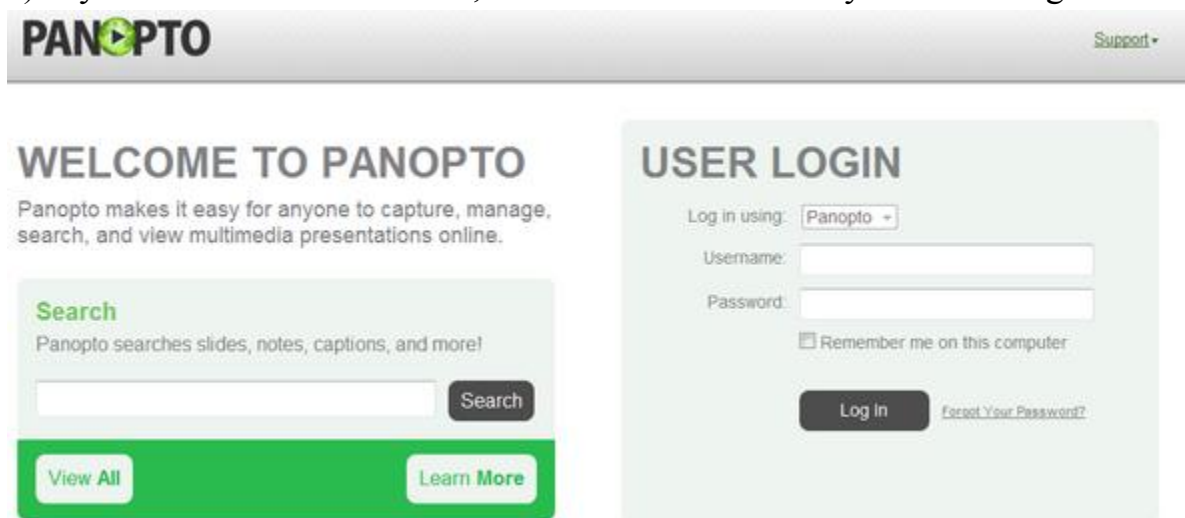 PANOPTO
Support
WELCOME TO PANOPTO
Panopto makes it easy for anyone to capture, manage,
search, and view multimedia presentations online.
Search
Panopto searches slides, notes, captions, and more!
Search
View All
Learn More
USER LOGIN
Log in using: Panopto
Username:
Password:
Remember me on this computer
Log In
Forgot Your Password?